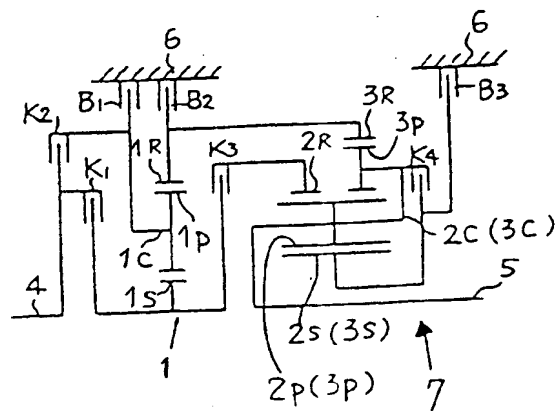 6
6
B1
B2
B3
K2
3R
3P
1R
K3
2R
K4
K1
1P
1C
2C(3C)
1S
4
5
2S(3S)
1
2P(3P)
7